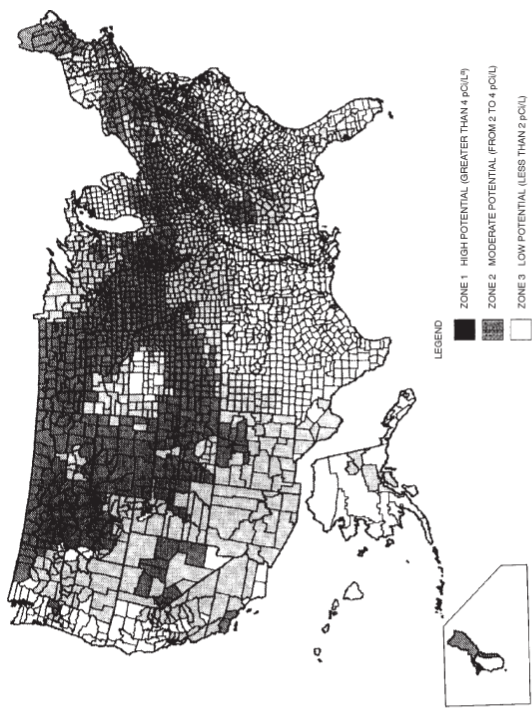 LEGEND
ZONE 1 HIGH POTENTIAL (GREATER THAN 4 pCi/Lª)
ZONE 2 MODERATE POTENTIAL (FROM 2 TO 4 pCi/L)
ZONE 3 LOW POTENTIAL (LESS THAN 2 pCi/L)